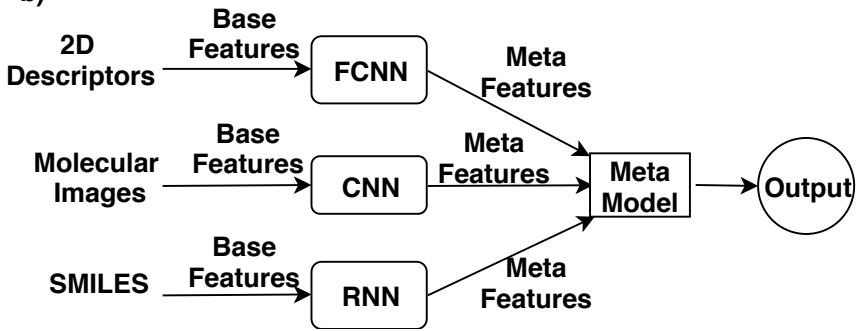 b)
2D
Descriptors
Base
Features
FCNN
Meta
Features
Molecular
Images
Base
Features
CNN
Meta
Features
Meta
Model
Output
SMILES
Base
Features
RNN
Meta
Features